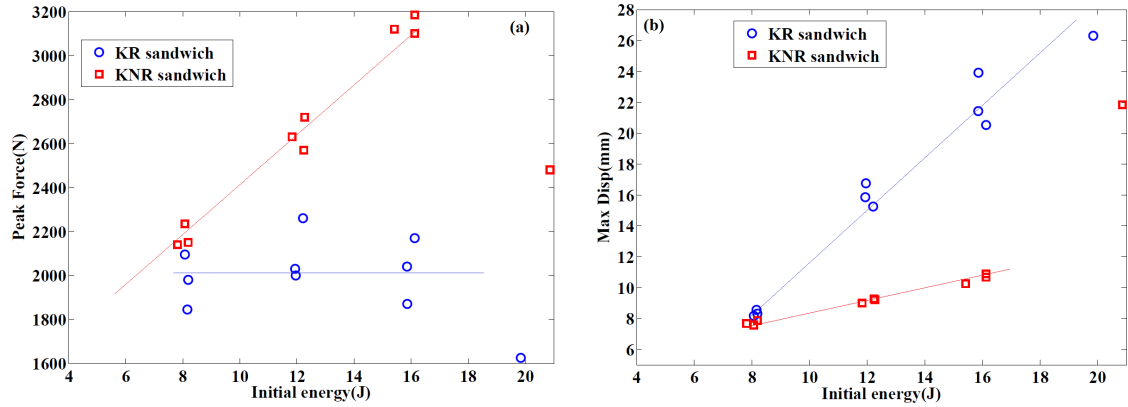 (a)
KR sandwich
KNR sandwich
Peak Force(N)
3200
3000
2800
2600
2400
2200
2000
1800
1600
4 6 8 10 12 14 16 18 20
Initial energy(J)
(b)
KR sandwich
KNR sandwich
Max Disp(mm)
28
26
24
22
20
18
16
14
12
10
8
6
4 6 8 10 12 14 16 18 20
Initial energy(J)